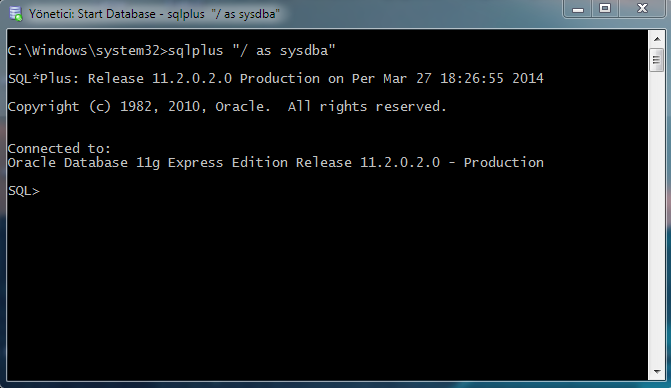 Yönetici: Start Database - sqlplus "/ as sysdba"
C:\Windows\system32>sqlplus "/ as sysdba"
SQL*Plus: Release 11.2.0.2.0 Production on Per Mar 27 18:26:55 2014
Copyright (c) 1982, 2010, Oracle.  All rights reserved.
Connected to:
Oracle Database 11g Express Edition Release 11.2.0.2.0 - Production
SQL>